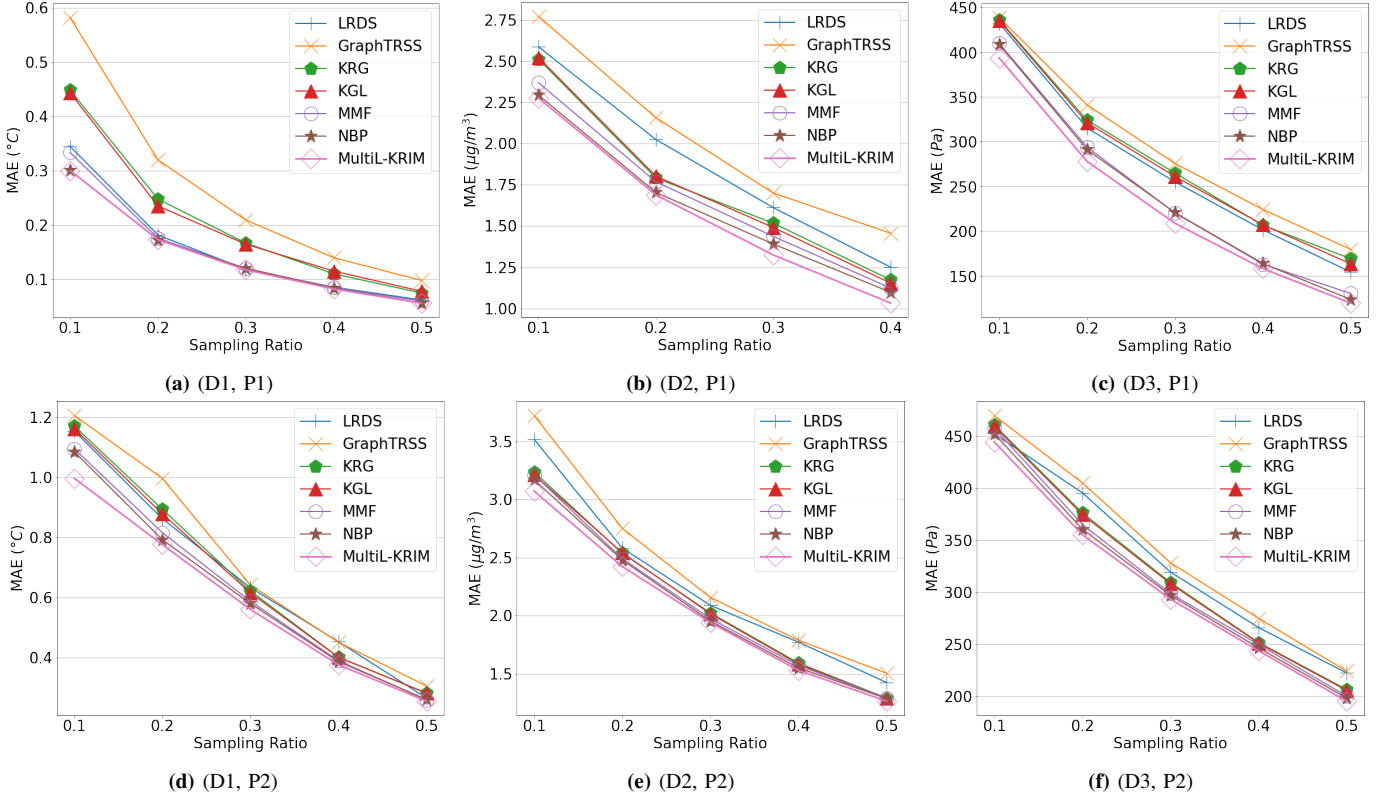 0.6
0.5
0.4
0.3
0.2
0.1
MAE (°C)
0.1 0.2 0.3 0.4 0.5
Sampling Ratio
LRDS
GraphTRSS
KRG
KGL
MMF
NBP
MultiL-KRIM
(a) (D1, P1)
2.75
2.50
2.25
2.00
1.75
1.50
1.25
1.00
MAE (μg/m³)
0.1 0.2 0.3 0.4
Sampling Ratio
LRDS
GraphTRSS
KRG
KGL
MMF
NBP
MultiL-KRIM
(b) (D2, P1)
450
400
350
300
250
200
150
MAE (Pa)
0.1 0.2 0.3 0.4 0.5
Sampling Ratio
LRDS
GraphTRSS
KRG
KGL
MMF
NBP
MultiL-KRIM
(c) (D3, P1)
1.2
1.0
0.8
0.6
0.4
MAE (°C)
0.1 0.2 0.3 0.4 0.5
Sampling Ratio
LRDS
GraphTRSS
KRG
KGL
MMF
NBP
MultiL-KRIM
(d) (D1, P2)
3.5
3.0
2.5
2.0
1.5
MAE (μg/m³)
0.1 0.2 0.3 0.4 0.5
Sampling Ratio
LRDS
GraphTRSS
KRG
KGL
MMF
NBP
MultiL-KRIM
(e) (D2, P2)
450
400
350
300
250
200
MAE (Pa)
0.1 0.2 0.3 0.4 0.5
Sampling Ratio
LRDS
GraphTRSS
KRG
KGL
MMF
NBP
MultiL-KRIM
(f) (D3, P2)